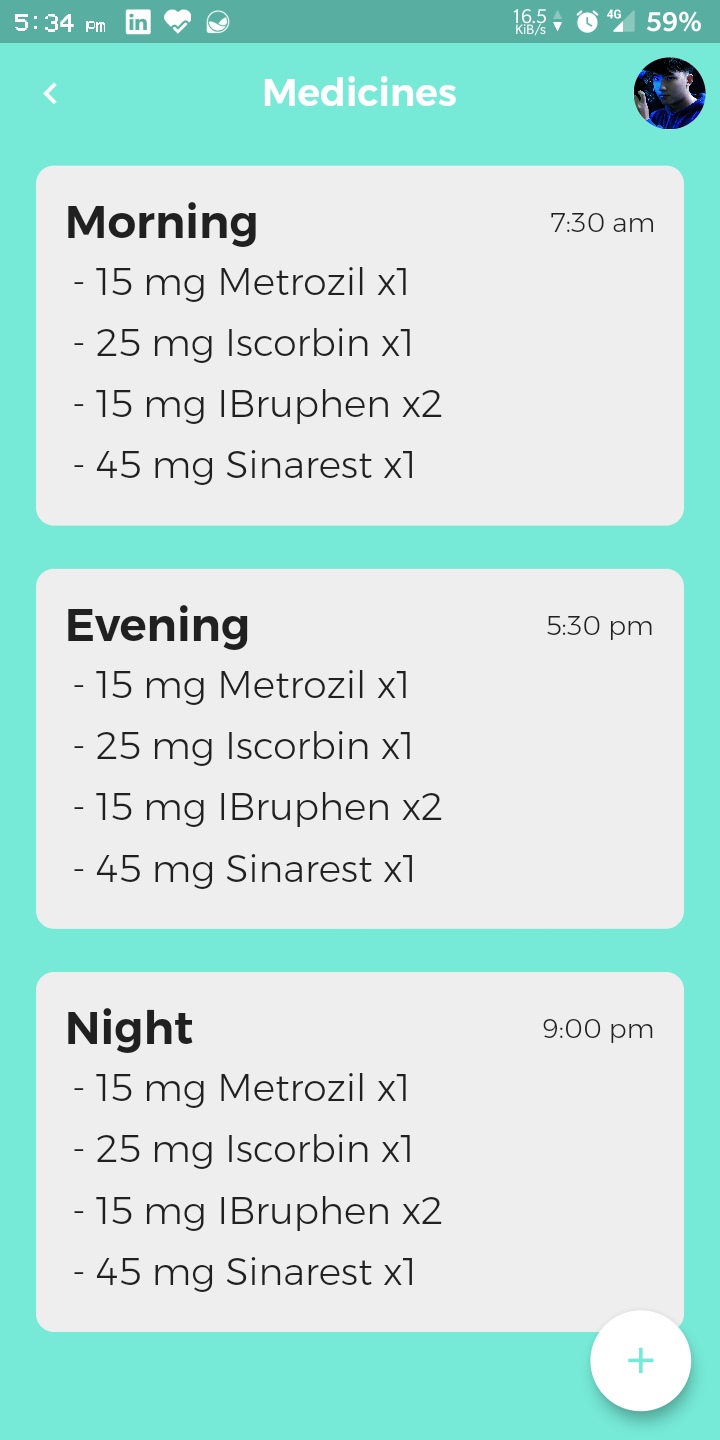 5:34 pm in 16.5 KiB/s 4G 59%
Medicines
Morning 7:30 am
- 15 mg Metrozil x1
- 25 mg Iscorbin x1
- 15 mg IBruphen x2
- 45 mg Sinarest x1
Evening 5:30 pm
- 15 mg Metrozil x1
- 25 mg Iscorbin x1
- 15 mg IBruphen x2
- 45 mg Sinarest x1
Night 9:00 pm
- 15 mg Metrozil x1
- 25 mg Iscorbin x1
- 15 mg IBruphen x2
- 45 mg Sinarest x1
+